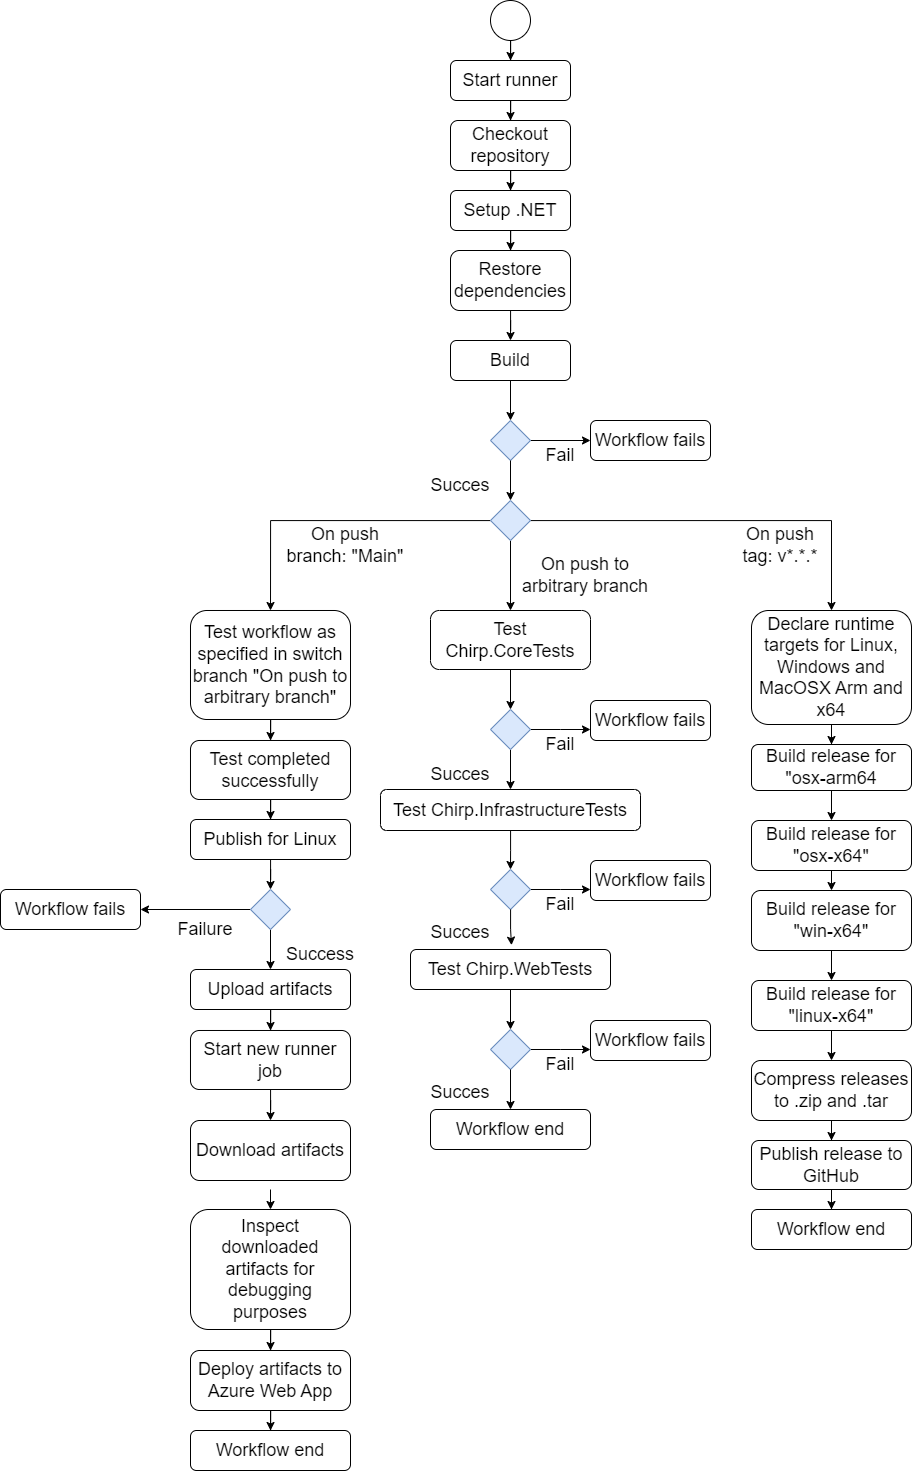 Start runner
Checkout
repository
Setup .NET
Restore
dependencies
Build
Workflow fails
Fail
Succes
On push
branch: "Main"
On push to
arbitrary branch
On push
tag: v*.*.*
Test workflow as
specified in switch
branch "On push to
arbitrary branch"
Test completed
successfully
Publish for Linux
Workflow fails
Failure
Success
Upload artifacts
Start new runner
job
Download artifacts
Inspect
downloaded
artifacts for
debugging
purposes
Deploy artifacts to
Azure Web App
Workflow end
Test
Chirp.CoreTests
Workflow fails
Fail
Succes
Test Chirp.InfrastructureTests
Workflow fails
Fail
Succes
Test Chirp.WebTests
Workflow fails
Fail
Succes
Workflow end
Declare runtime
targets for Linux,
Windows and
MacOSX Arm and
x64
Build release for
"osx-arm64
Build release for
"osx-x64"
Build release for
"win-x64"
Build release for
"linux-x64"
Compress releases
to .zip and .tar
Publish release to
GitHub
Workflow end